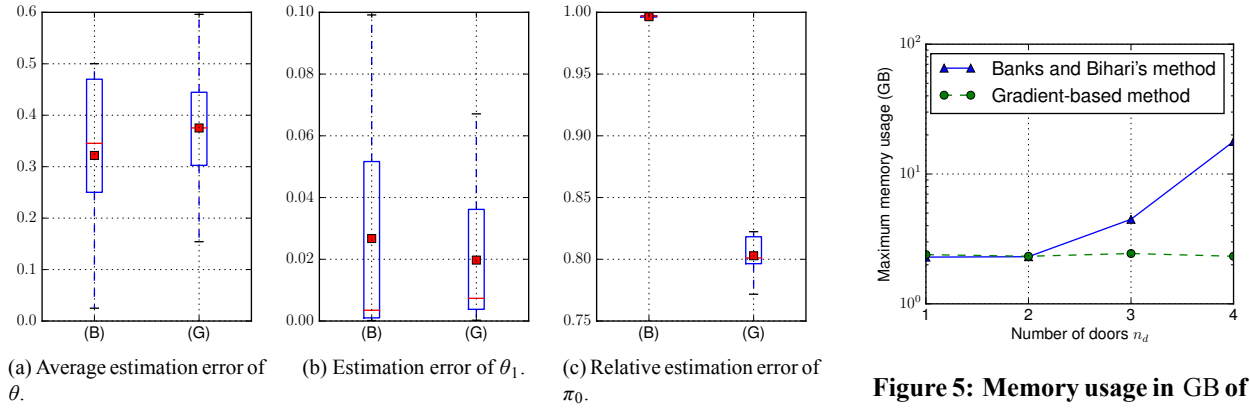 0.6
0.5
0.4
0.3
0.2
0.1
0.0
(B)
(G)
(a) Average estimation error of
θ.
0.10
0.08
0.06
0.04
0.02
0.00
(B)
(G)
(b) Estimation error of θ₁.
1.00
0.95
0.90
0.85
0.80
0.75
(B)
(G)
(c) Relative estimation error of
π₀.
Maximum memory usage (GB)
10²
10¹
10⁰
Banks and Bihari's method
Gradient-based method
1
2
3
4
Number of doors n_d
Figure 5: Memory usage in GB of